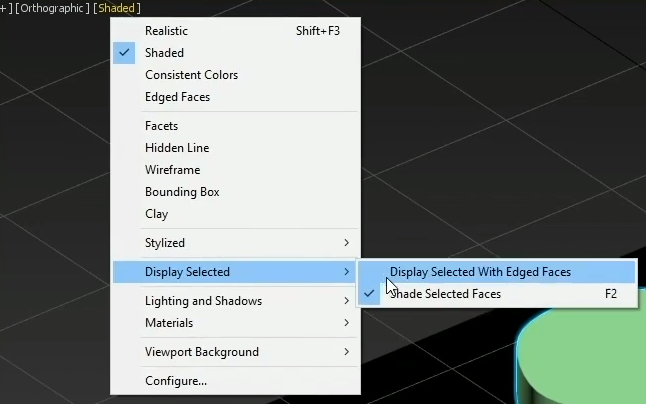 + ] [Orthographic ] [Shaded ]
Realistic Shift+F3
Shaded
Consistent Colors
Edged Faces
Facets
Hidden Line
Wireframe
Bounding Box
Clay
Stylized
Display Selected
Display Selected With Edged Faces
Shade Selected Faces F2
Lighting and Shadows
Materials
Viewport Background
Configure...